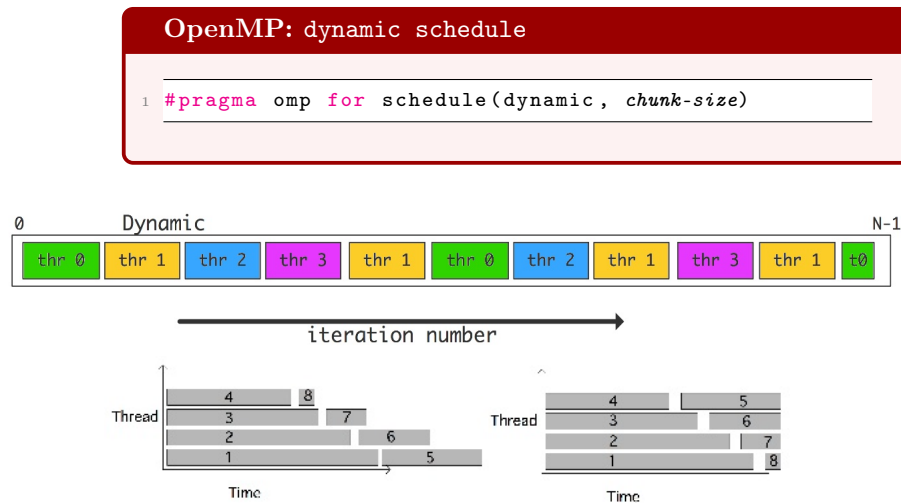 OpenMP: dynamic schedule
1 #pragma omp for schedule(dynamic, chunk-size)
0 Dynamic N-1
thr 0 thr 1 thr 2 thr 3 thr 1 thr 0 thr 2 thr 1 thr 3 thr 1 t0
iteration number
4 8
Thread 3 7
2 6
1 5
Time
4 5
Thread 3 6
2 7
1 8
Time